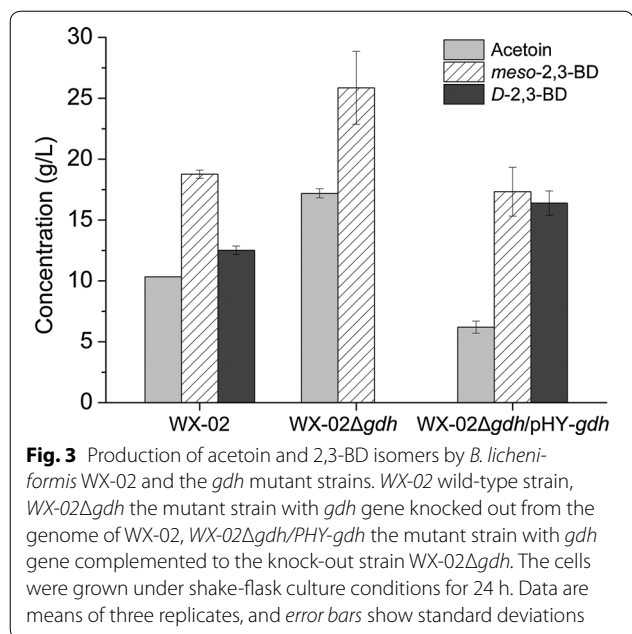 30
25
20
15
10
5
0
Concentration (g/L)
Acetoin
meso-2,3-BD
D-2,3-BD
WX-02 WX-02Δgdh WX-02Δgdh/pHY-gdh
Fig. 3 Production of acetoin and 2,3-BD isomers by B. licheni-
formis WX-02 and the gdh mutant strains. WX-02 wild-type strain,
WX-02Δgdh the mutant strain with gdh gene knocked out from the
genome of WX-02, WX-02Δgdh/PHY-gdh the mutant strain with gdh
gene complemented to the knock-out strain WX-02Δgdh. The cells
were grown under shake-flask culture conditions for 24 h. Data are
means of three replicates, and error bars show standard deviations